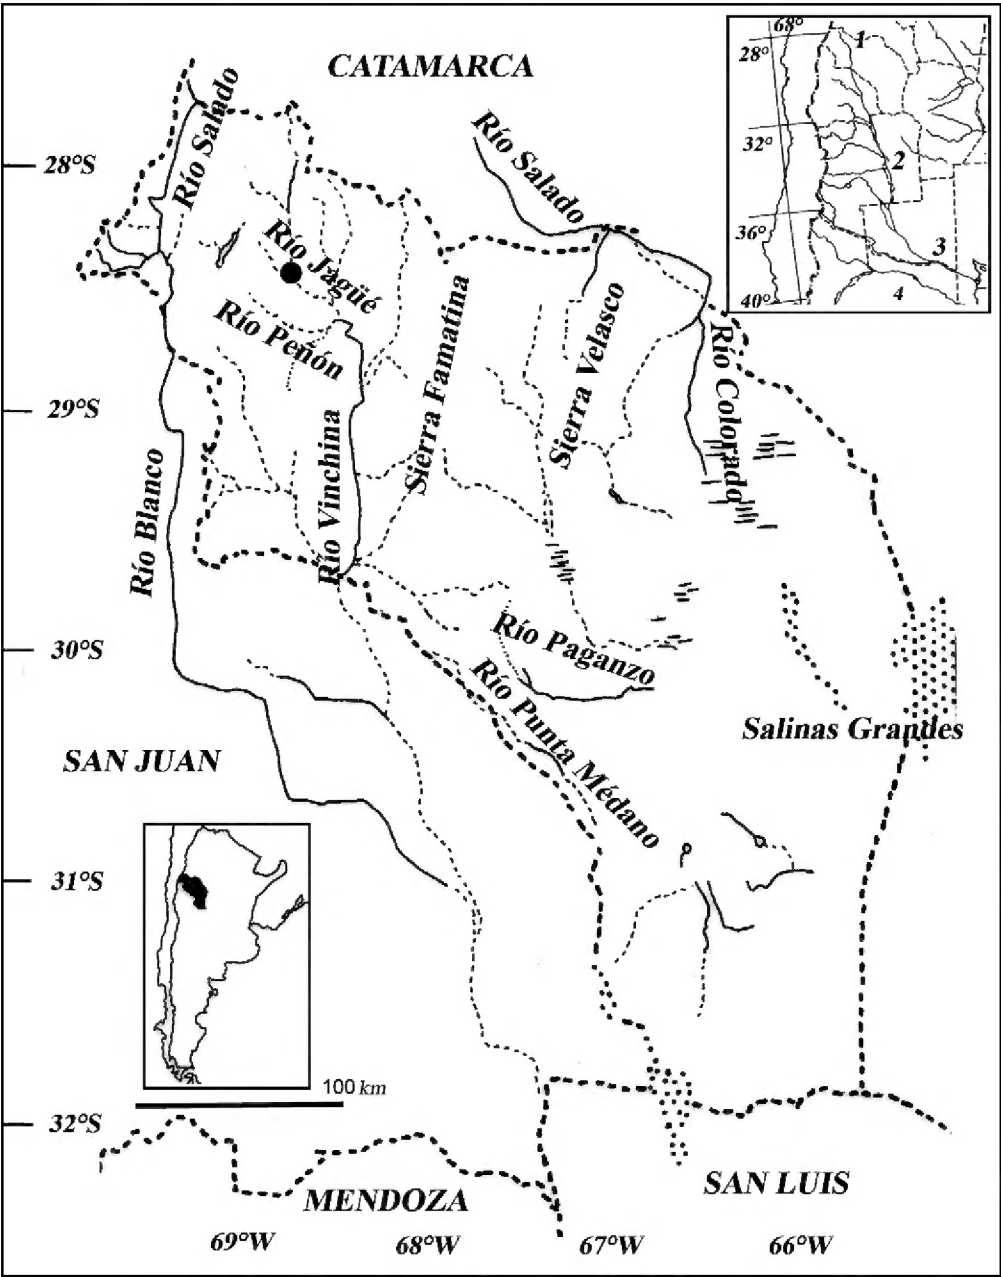 CATAMARCA
68°
28°
1
32°
2
36°
3
40°
4
28°S
Río Salado
Río Salado
Río Jagüé
Río Peñón
Sierra Famatina
Sierra Velasco
Río Colorado
29°S
Río Blanco
Río Vinchina
30°S
Río Paganzo
Río Punta Médano
Salinas Grandes
SAN JUAN
31°S
100 km
32°S
MENDOZA
SAN LUIS
69°W
68°W
67°W
66°W